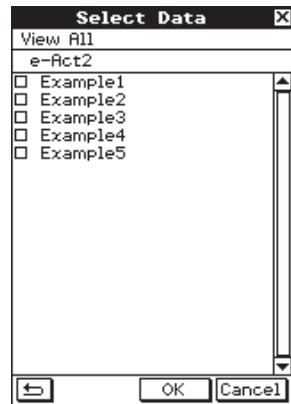 Select Data
View All
e-Act2
Example1
Example2
Example3
Example4
Example5
OK Cancel